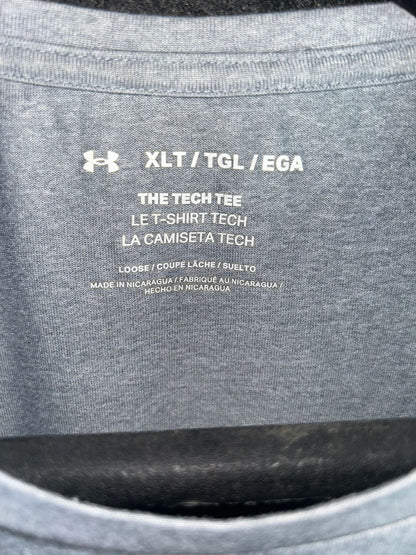 XLT / TGL / EGA
THE TECH TEE
LE T-SHIRT TECH
LA CAMISETA TECH
LOOSE / COUPE LÂCHE / SUELTO
MADE IN NICARAGUA / FABRIQUÉ AU NICARAGUA /
HECHO EN NICARAGUA